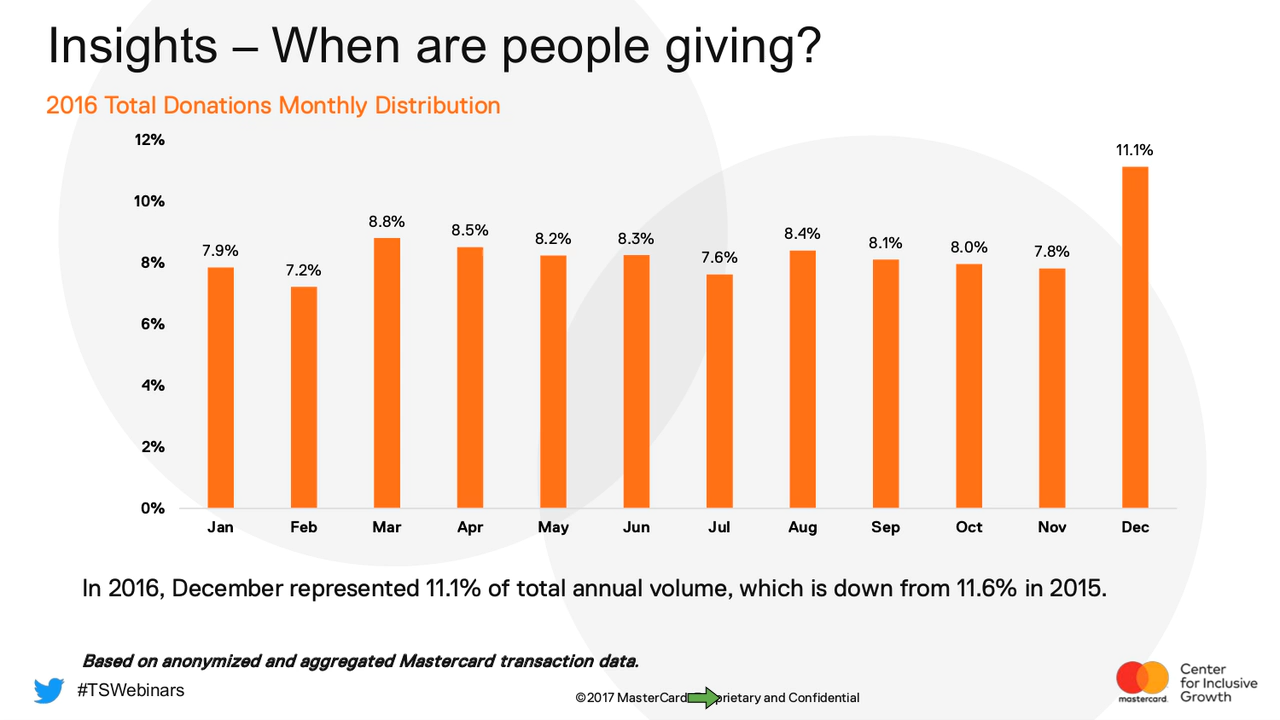 Insights – When are people giving?
2016 Total Donations Monthly Distribution
12%
10%
8%
6%
4%
2%
0%
7.9%
7.2%
8.8%
8.5%
8.2%
8.3%
7.6%
8.4%
8.1%
8.0%
7.8%
11.1%
Jan Feb Mar Apr May Jun Jul Aug Sep Oct Nov Dec
In 2016, December represented 11.1% of total annual volume, which is down from 11.6% in 2015.
Based on anonymized and aggregated Mastercard transaction data.
#TSWebinars
©2017 MasterCard and Confidential
mastercard.
Center
for Inclusive
Growth